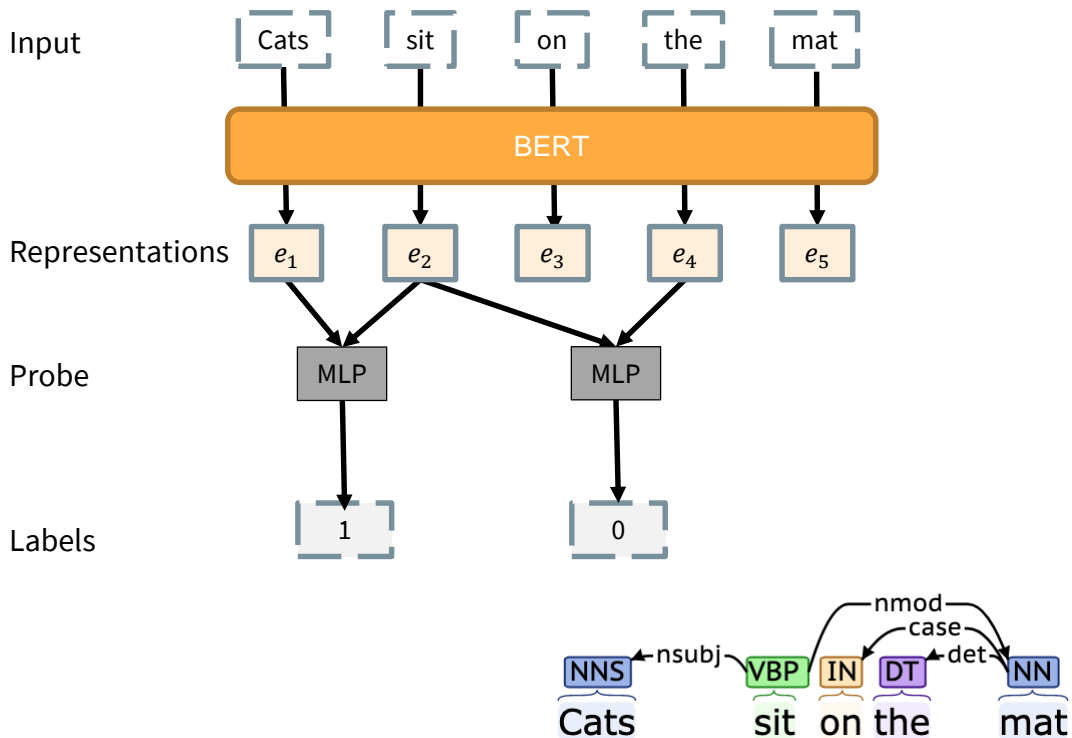 Input Cats sit on the mat
BERT
Representations e₁ e₂ e₃ e₄ e₅
Probe MLP MLP
Labels 1 0
nmod
case
nsubj det
NNS VBP IN DT NN
Cats sit on the mat